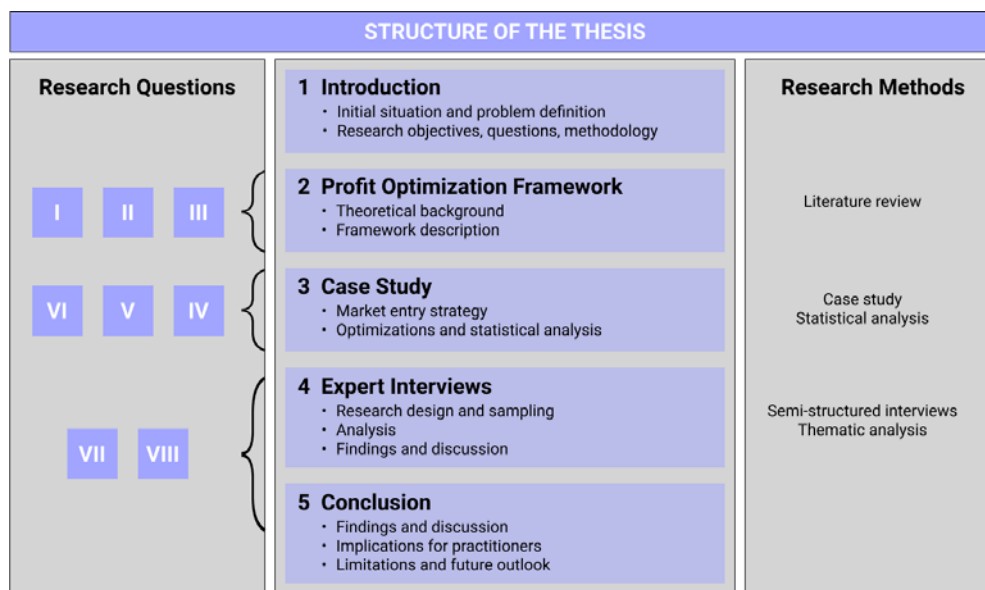 STRUCTURE OF THE THESIS
Research Questions
I II III
VI V IV
VII VIII
1 Introduction
· Initial situation and problem definition
· Research objectives, questions, methodology
2 Profit Optimization Framework
· Theoretical background
· Framework description
3 Case Study
· Market entry strategy
· Optimizations and statistical analysis
4 Expert Interviews
· Research design and sampling
· Analysis
· Findings and discussion
5 Conclusion
· Findings and discussion
· Implications for practitioners
· Limitations and future outlook
Research Methods
Literature review
Case study
Statistical analysis
Semi-structured interviews
Thematic analysis